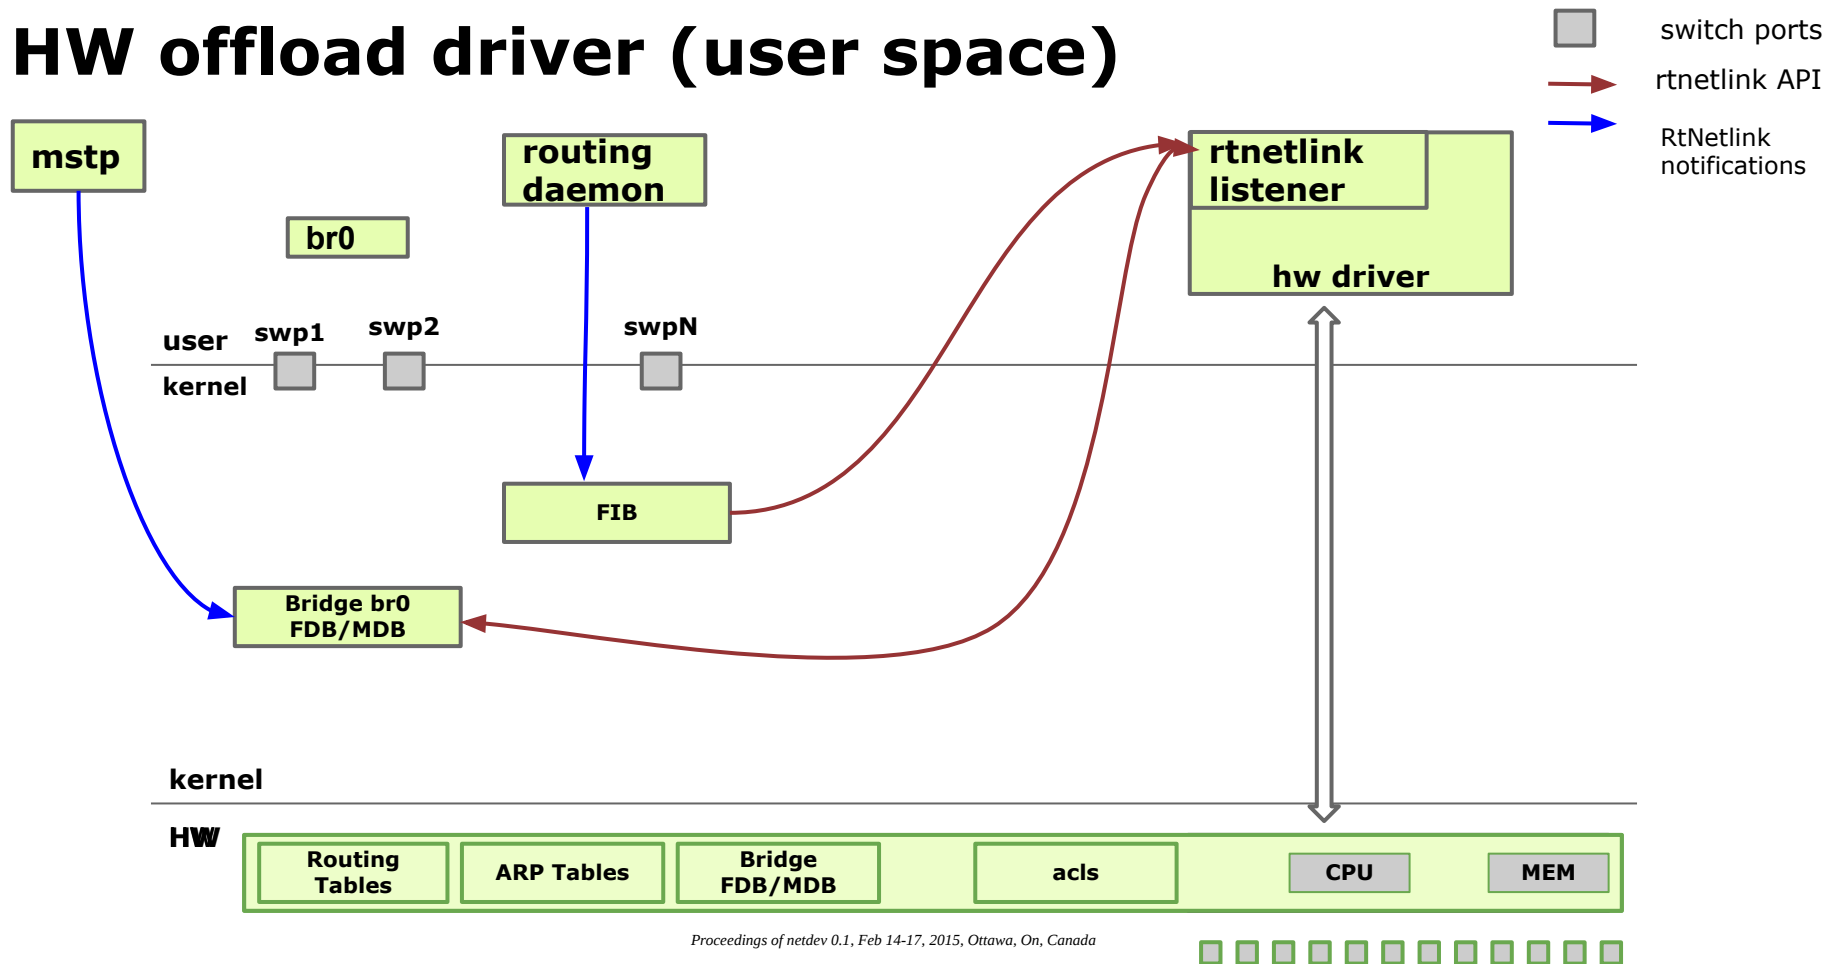 HW offload driver (user space)
switch ports
rtnetlink API
RtNetlink
notifications
mstp
routing
daemon
rtnetlink
listener
br0
hw driver
user
swp1
swp2
swpN
kernel
FIB
Bridge br0
FDB/MDB
kernel
HW
Routing
Tables
ARP Tables
Bridge
FDB/MDB
acls
CPU
MEM
Proceedings of netdev 0.1, Feb 14-17, 2015, Ottawa, On, Canada